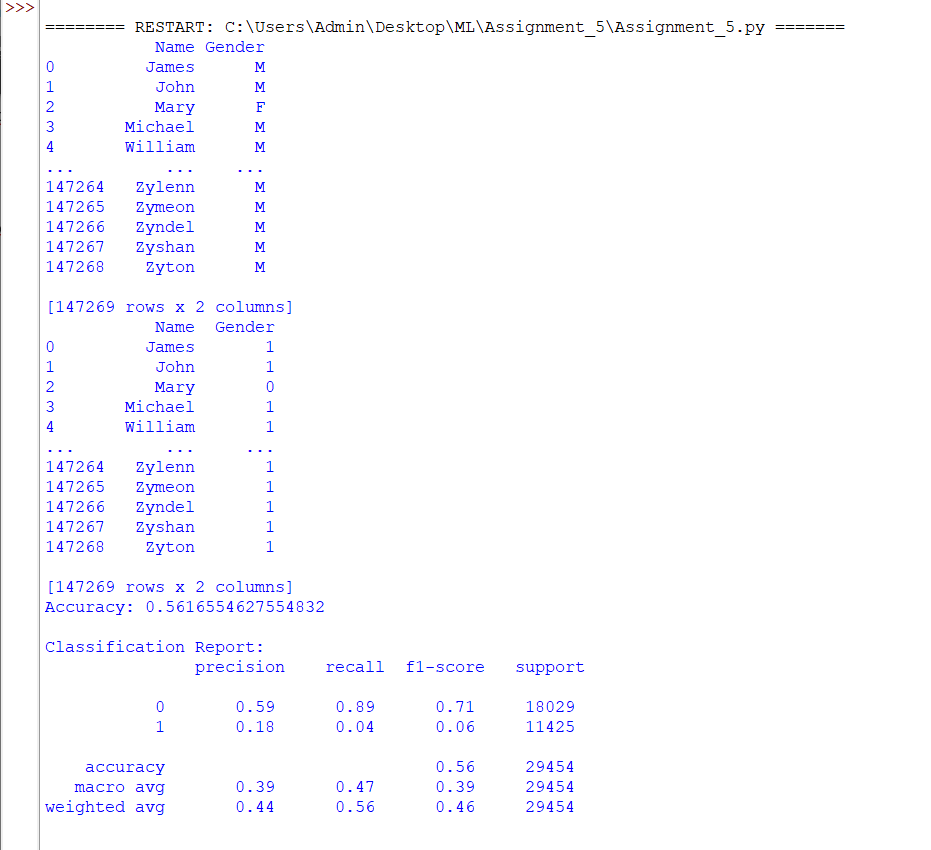 >>>
======== RESTART: C:\Users\Admin\Desktop\ML\Assignment_5\Assignment_5.py =======
           Name Gender
0         James      M
1          John      M
2          Mary      F
3       Michael      M
4       William      M
...         ...    ...
147264   Zylenn      M
147265   Zymeon      M
147266   Zyndel      M
147267   Zyshan      M
147268    Zyton      M

[147269 rows x 2 columns]
           Name  Gender
0         James       1
1          John       1
2          Mary       0
3       Michael       1
4       William       1
...         ...     ...
147264   Zylenn       1
147265   Zymeon       1
147266   Zyndel       1
147267   Zyshan       1
147268    Zyton       1

[147269 rows x 2 columns]
Accuracy: 0.5616554627554832

Classification Report:
               precision    recall  f1-score   support

           0       0.59      0.89      0.71     18029
           1       0.18      0.04      0.06     11425

    accuracy                           0.56     29454
   macro avg       0.39      0.47      0.39     29454
weighted avg       0.44      0.56      0.46     29454